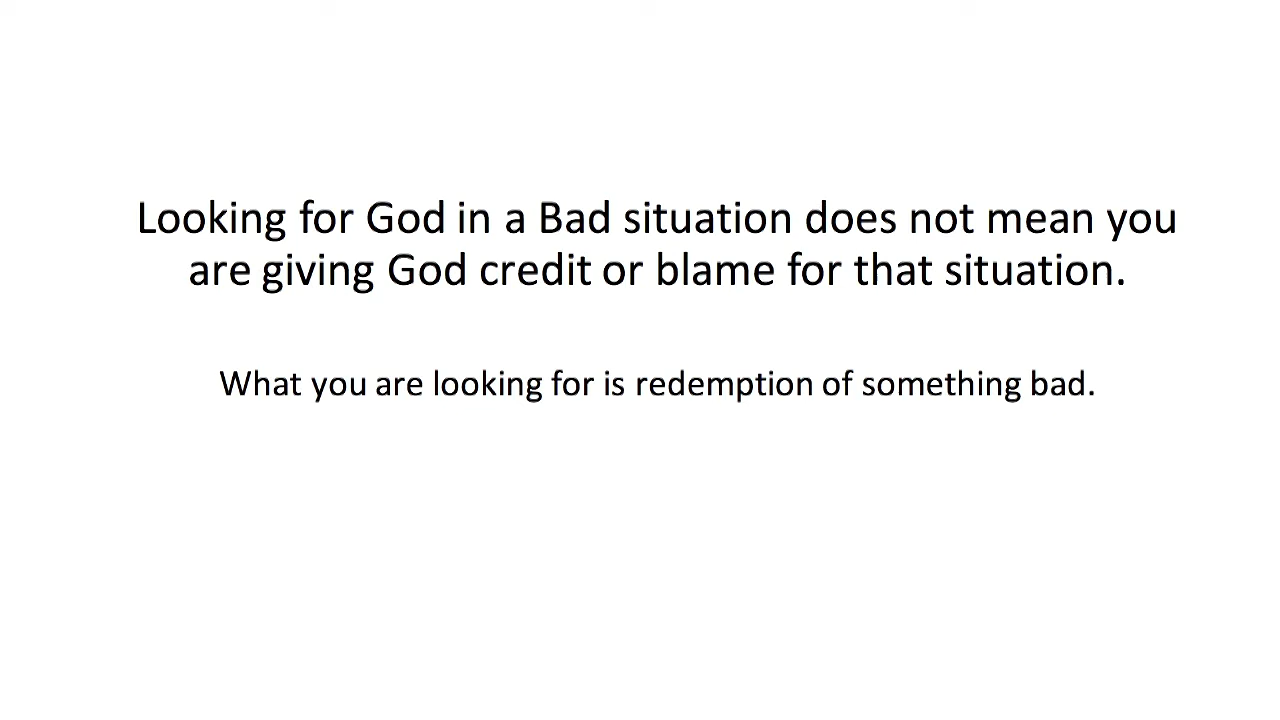 Looking for God in a Bad situation does not mean you
are giving God credit or blame for that situation.
What you are looking for is redemption of something bad.